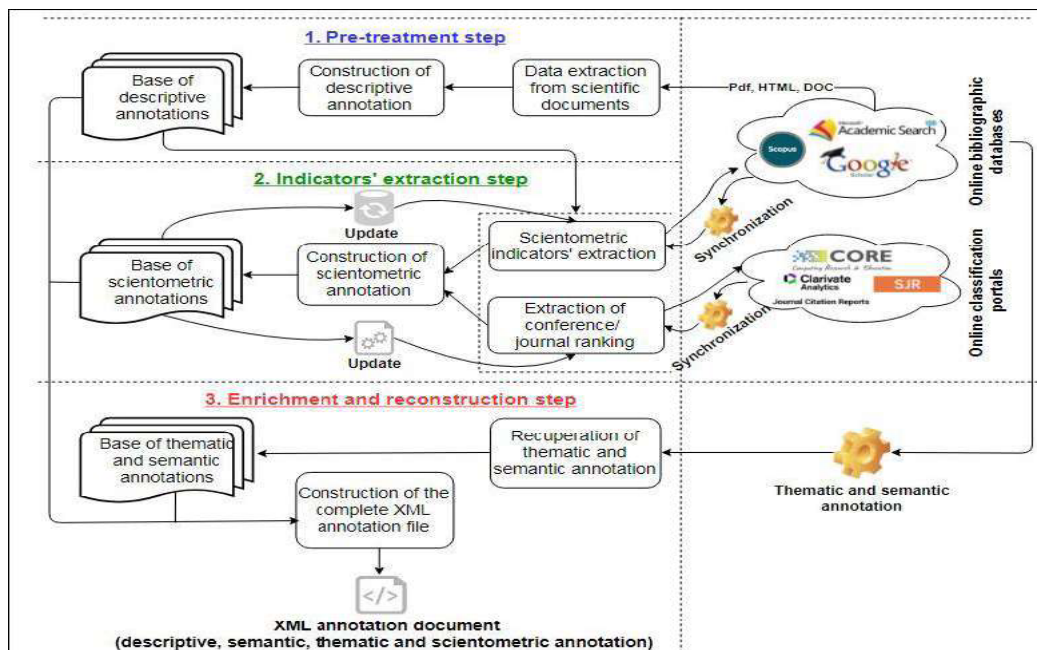 1. Pre-treatment step
Base of
descriptive
annotations
Construction of
descriptive
annotation
Data extraction
from scientific
documents
Pdf, HTML, DOC
Microsoft
Academic Search
Scopus
Google
Scholar
Online bibliographic
databases
2. Indicators' extraction step
Update
Base of
scientometric
annotations
Construction of
scientometric
annotation
Scientometric
indicators' extraction
Synchronization
Extraction of
conference/
journal ranking
Synchronization
Update
CORE
Computing Research & Education
Clarivate
Analytics
SJR
Journal Citation Reports
Online classification
portals
3. Enrichment and reconstruction step
Base of thematic
and semantic
annotations
Recuperation of
thematic and
semantic annotation
Thematic and semantic
annotation
Construction of the
complete XML
annotation file
</>
XML annotation document
(descriptive, semantic, thematic and scientometric annotation)